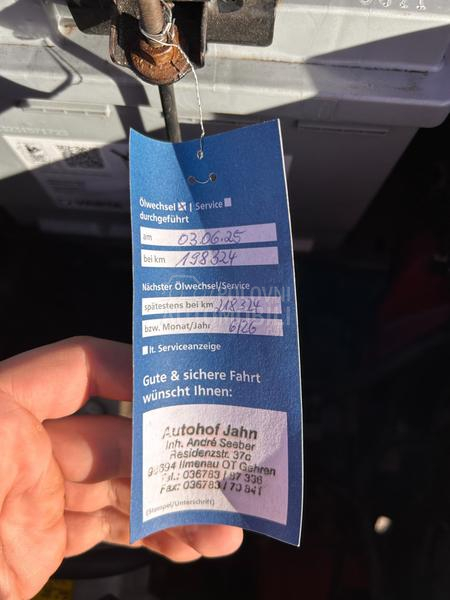 Ölwechsel ☒ | Service
durchgeführt
am 03.06.25
bei km 198324
Nächster Ölwechsel/Service
spätestens bei km 218324
bzw. Monat/Jahr 6/26
lt. Serviceanzeige
Gute & sichere Fahrt
wünscht Ihnen:
Autohof Jahn
Inh. André Seeber
Residenzstr. 37c
98694 Ilmenau OT Gehren
Tel.: 036783 / 87 336
Fax: 036783 / 70 841
(Stempel/Unterschrift)